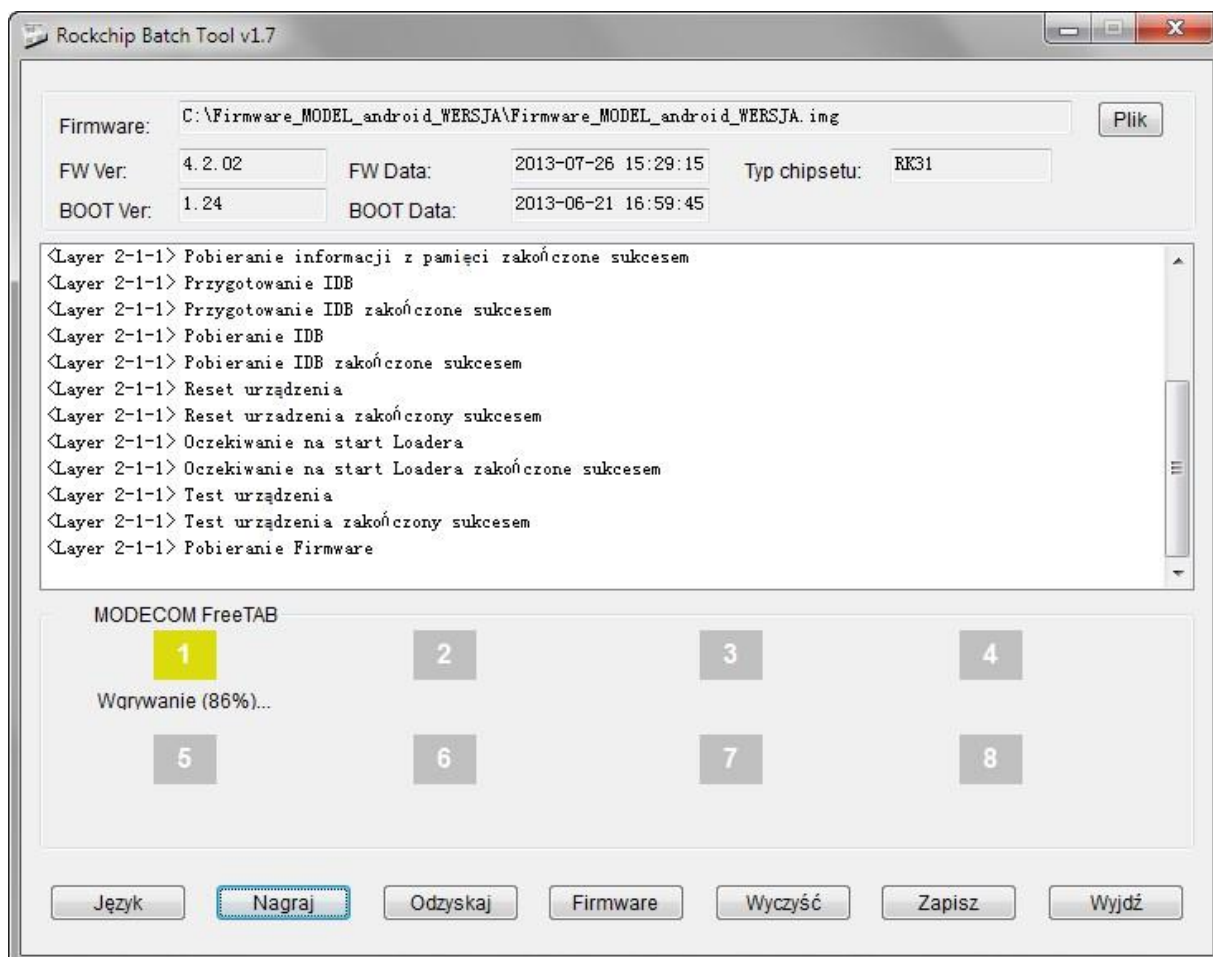 Rockchip Batch Tool v1.7
Firmware: C:\Firmware_MODEL_android_WERSJA\Firmware_MODEL_android_WERSJA.img Plik
FW Ver: 4.2.02 FW Data: 2013-07-26 15:29:15 Typ chipsetu: RK31
BOOT Ver: 1.24 BOOT Data: 2013-06-21 16:59:45
<Layer 2-1-1> Pobieranie informacji z pamięci zakończone sukcesem
<Layer 2-1-1> Przygotowanie IDB
<Layer 2-1-1> Przygotowanie IDB zakończone sukcesem
<Layer 2-1-1> Pobieranie IDB
<Layer 2-1-1> Pobieranie IDB zakończone sukcesem
<Layer 2-1-1> Reset urządzenia
<Layer 2-1-1> Reset urzadzenia zakończony sukcesem
<Layer 2-1-1> Oczekiwanie na start Loadera
<Layer 2-1-1> Oczekiwanie na start Loadera zakończone sukcesem
<Layer 2-1-1> Test urządzenia
<Layer 2-1-1> Test urządzenia zakończony sukcesem
<Layer 2-1-1> Pobieranie Firmware
MODECOM FreeTAB
1 2 3 4
Wgrywanie (86%)...
5 6 7 8
Język Nagraj Odzyskaj Firmware Wyczyść Zapisz Wyjdź